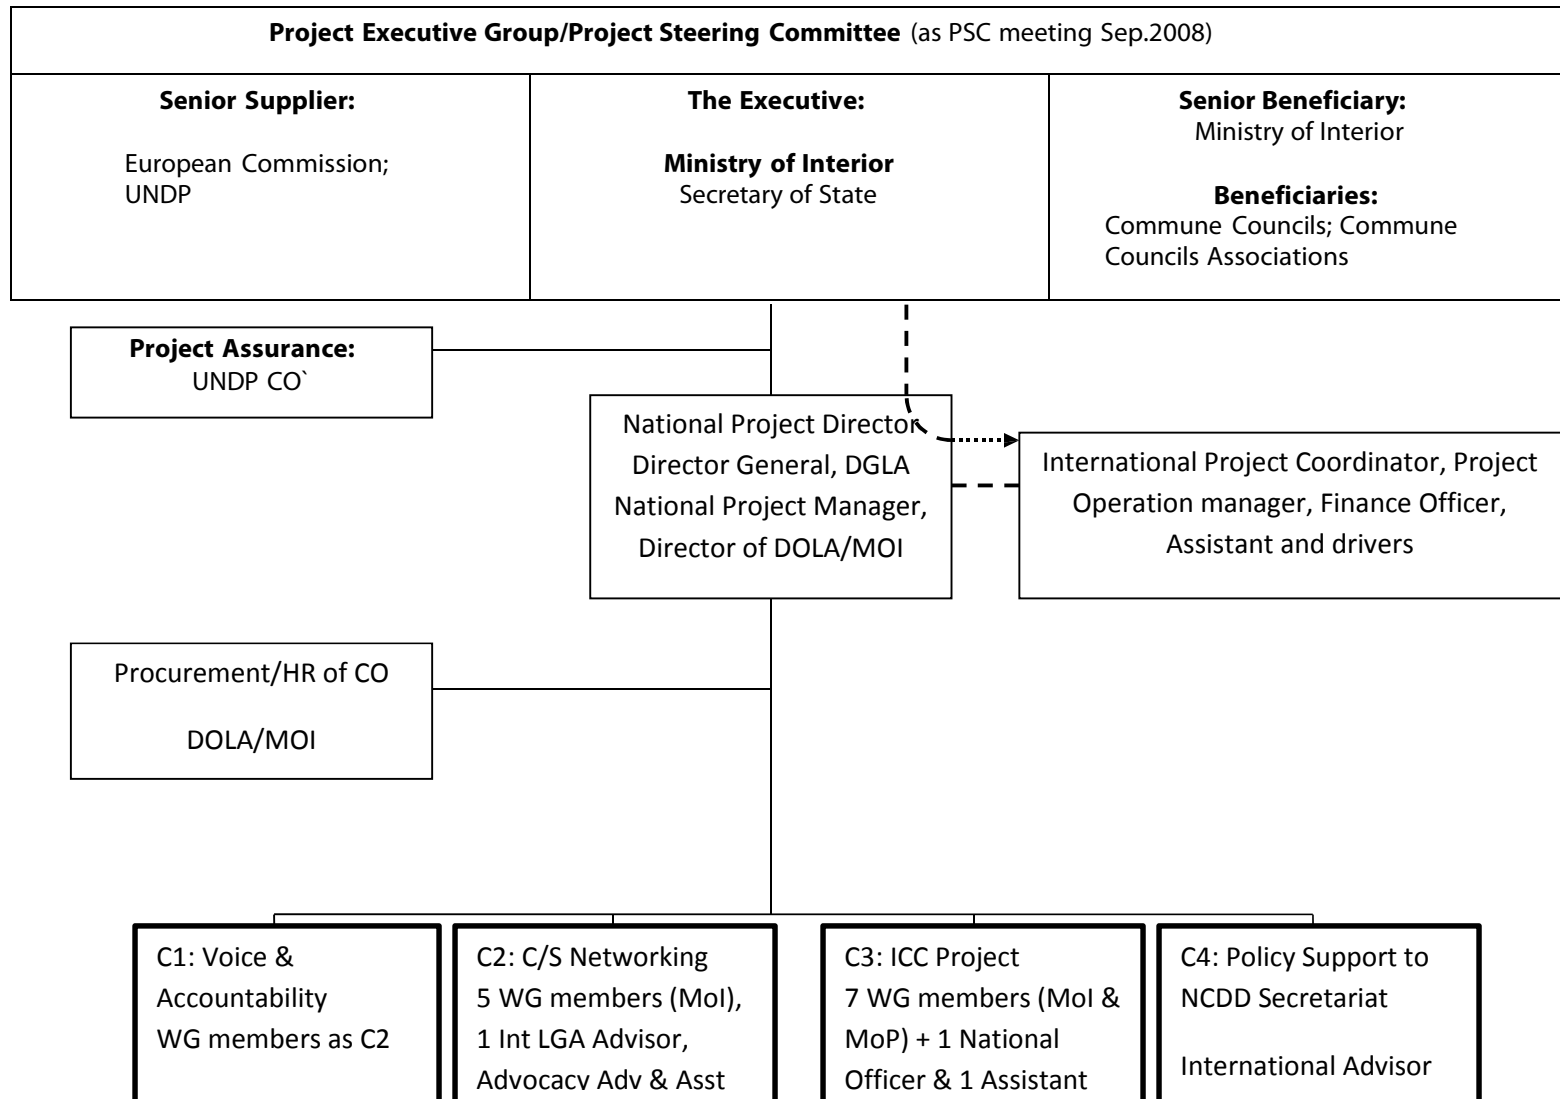 Project Executive Group/Project Steering Committee (as PSC meeting Sep.2008)
Senior Supplier:
European Commission;
UNDP
The Executive:
Ministry of Interior
Secretary of State
Senior Beneficiary:
Ministry of Interior
Beneficiaries:
Commune Councils; Commune
Councils Associations
Project Assurance:
UNDP CO`
National Project Director
Director General, DGLA
National Project Manager,
Director of DOLA/MOI
International Project Coordinator, Project
Operation manager, Finance Officer,
Assistant and drivers
Procurement/HR of CO
DOLA/MOI
C1: Voice &
Accountability
WG members as C2
C2: C/S Networking
5 WG members (MoI),
1 Int LGA Advisor,
Advocacy Adv & Asst
C3: ICC Project
7 WG members (MoI &
MoP) + 1 National
Officer & 1 Assistant
C4: Policy Support to
NCDD Secretariat
International Advisor